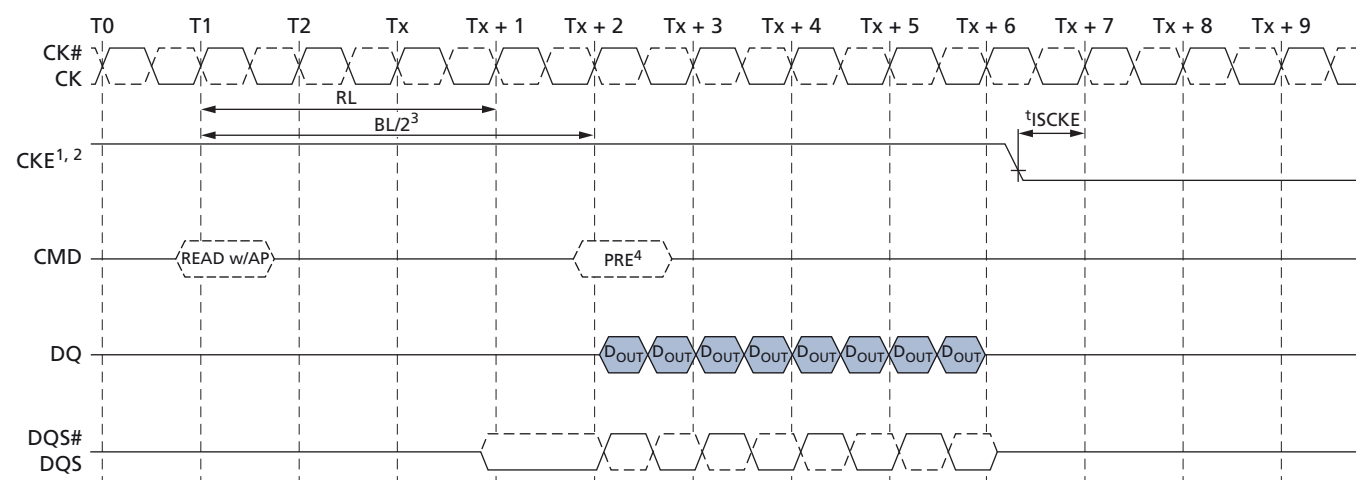 T0 T1 T2 Tx Tx + 1 Tx + 2 Tx + 3 Tx + 4 Tx + 5 Tx + 6 Tx + 7 Tx + 8 Tx + 9
CK#
CK
RL
BL/2³
tISCKE
CKE1, 2
CMD READ w/AP PRE⁴
DQ DOUT DOUT DOUT DOUT DOUT DOUT DOUT DOUT
DQS#
DQS